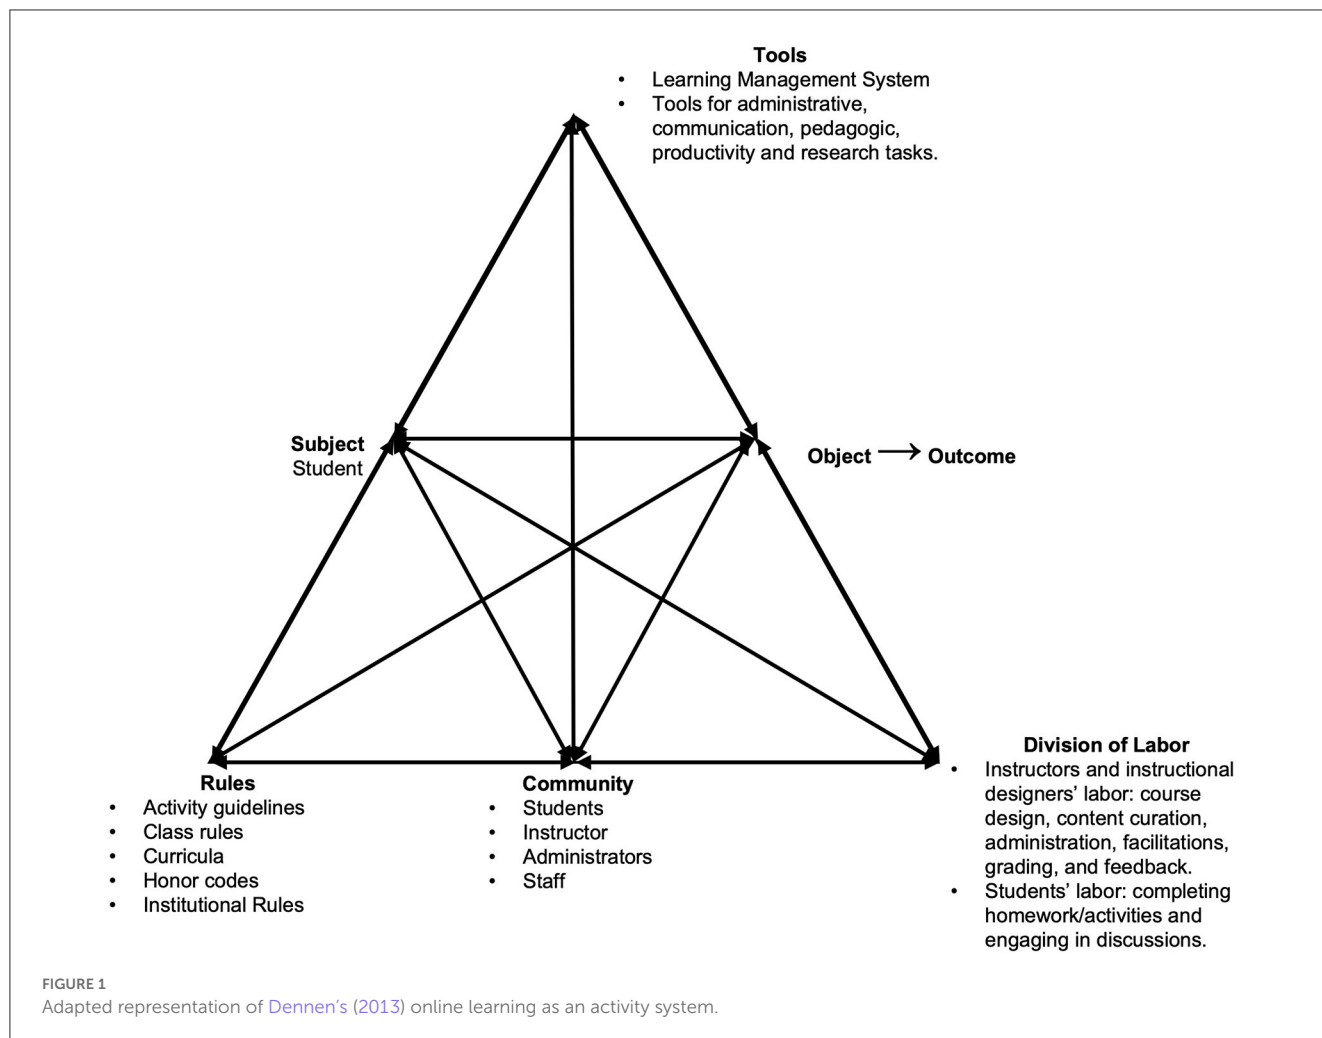 Tools
• Learning Management System
• Tools for administrative,
communication, pedagogic,
productivity and research tasks.
Subject
Student
Object → Outcome
Rules
• Activity guidelines
• Class rules
• Curricula
• Honor codes
• Institutional Rules
Community
• Students
• Instructor
• Administrators
• Staff
Division of Labor
• Instructors and instructional
designers’ labor: course
design, content curation,
administration, facilitations,
grading, and feedback.
• Students’ labor: completing
homework/activities and
engaging in discussions.
FIGURE 1
Adapted representation of Dennen’s (2013) online learning as an activity system.